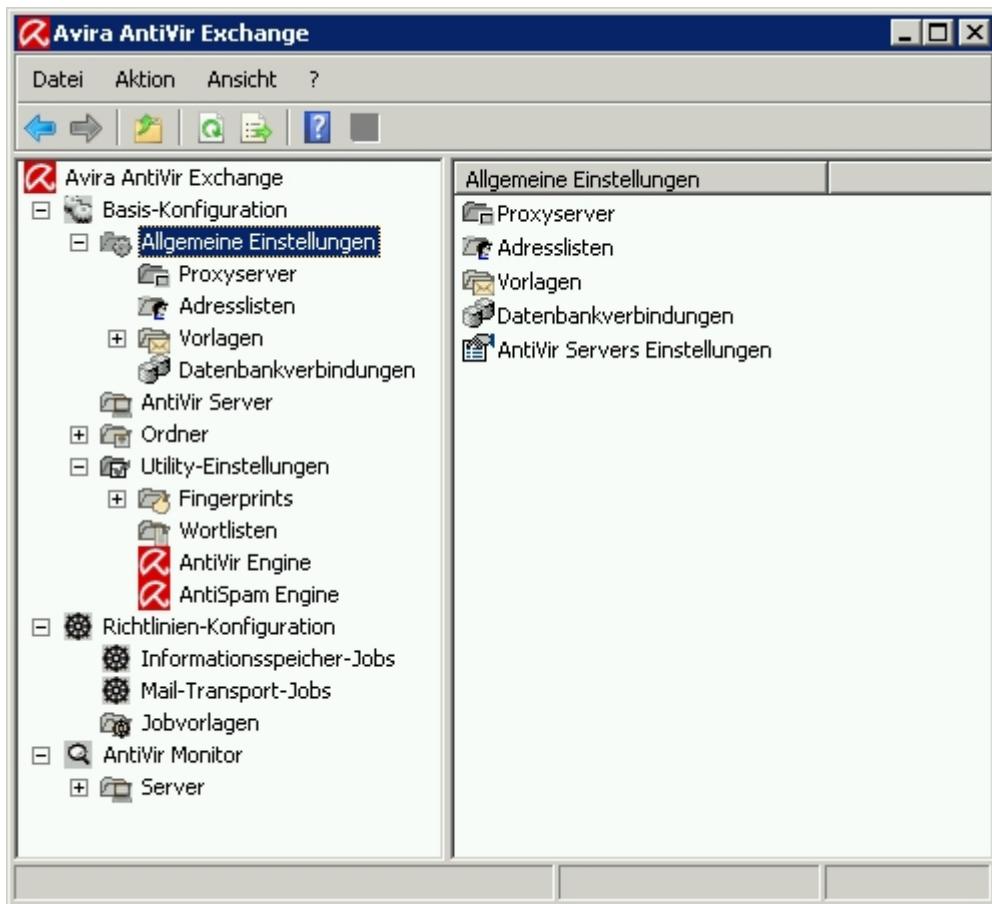 Avira AntiVir Exchange
Datei Aktion Ansicht ?
Avira AntiVir Exchange
Basis-Konfiguration
Allgemeine Einstellungen
Proxyserver
Adresslisten
Vorlagen
Datenbankverbindungen
AntiVir Server
Ordner
Utility-Einstellungen
Fingerprints
Wortlisten
AntiVir Engine
AntiSpam Engine
Richtlinien-Konfiguration
Informationsspeicher-Jobs
Mail-Transport-Jobs
Jobvorlagen
AntiVir Monitor
Server
Allgemeine Einstellungen
Proxyserver
Adresslisten
Vorlagen
Datenbankverbindungen
AntiVir Servers Einstellungen